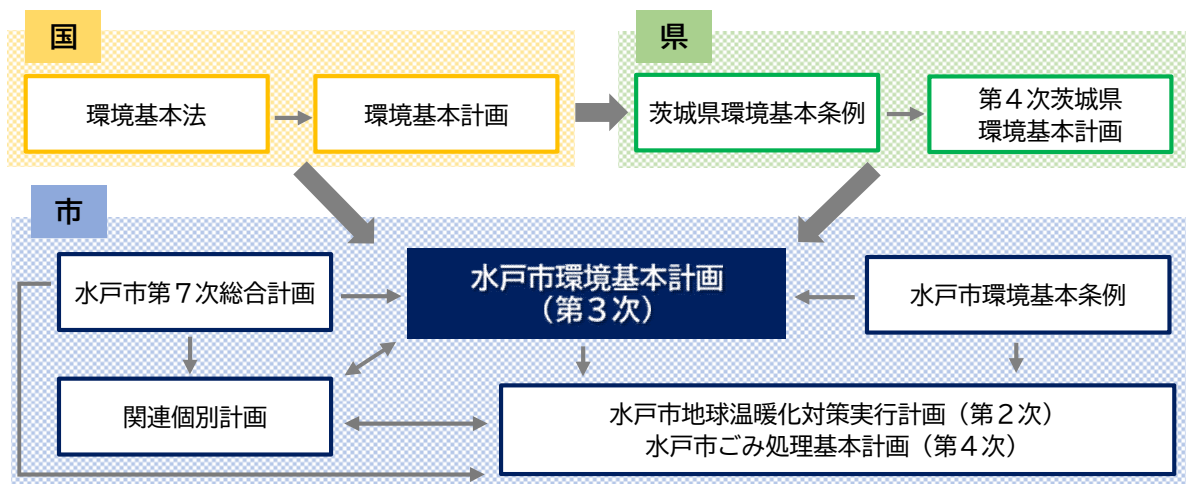 国
県
環境基本法
環境基本計画
茨城県環境基本条例
第４次茨城県
環境基本計画
市
水戸市第７次総合計画
水戸市環境基本計画
（第３次）
水戸市環境基本条例
関連個別計画
水戸市地球温暖化対策実行計画（第２次）
水戸市ごみ処理基本計画（第４次）